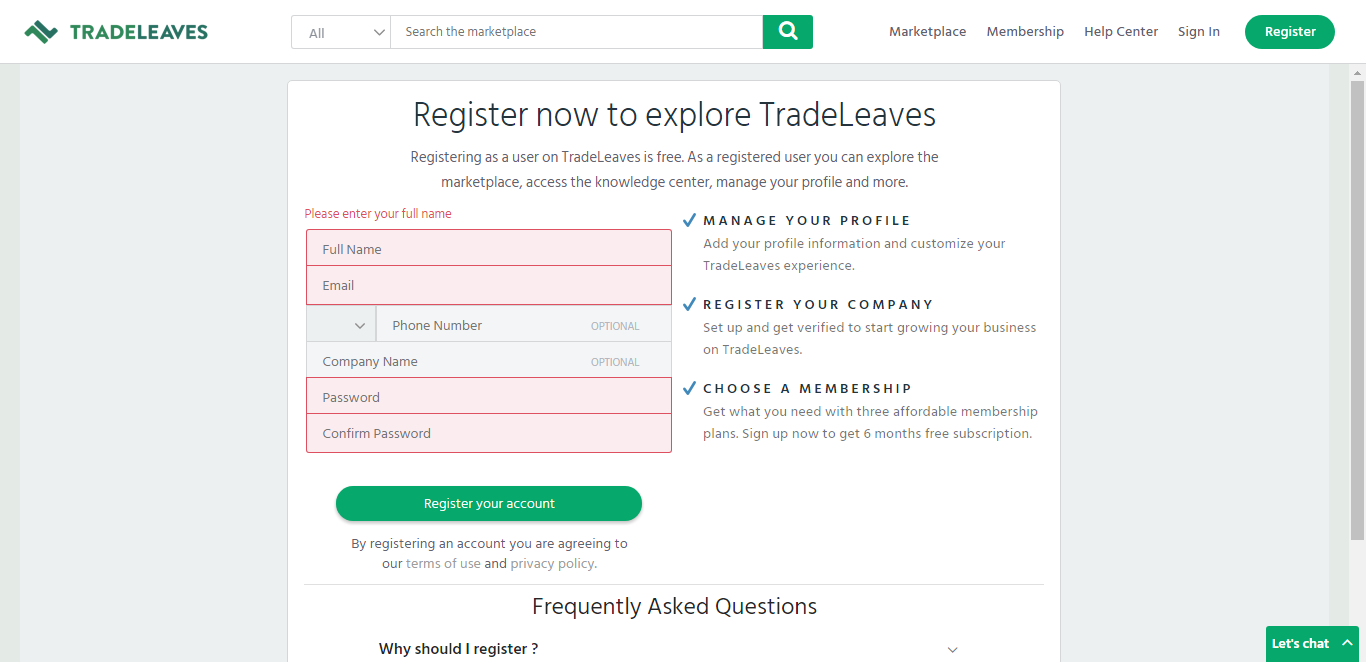 TRADELEAVES
All
Search the marketplace
Marketplace
Membership
Help Center
Sign In
Register
Register now to explore TradeLeaves
Registering as a user on TradeLeaves is free. As a registered user you can explore the
marketplace, access the knowledge center, manage your profile and more.
Please enter your full name
Full Name
Email
Phone Number
OPTIONAL
Company Name
OPTIONAL
Password
Confirm Password
Register your account
By registering an account you are agreeing to
our terms of use and privacy policy.
MANAGE YOUR PROFILE
Add your profile information and customize your
TradeLeaves experience.
REGISTER YOUR COMPANY
Set up and get verified to start growing your business
on TradeLeaves.
CHOOSE A MEMBERSHIP
Get what you need with three affordable membership
plans. Sign up now to get 6 months free subscription.
Frequently Asked Questions
Why should I register ?
Let's chat